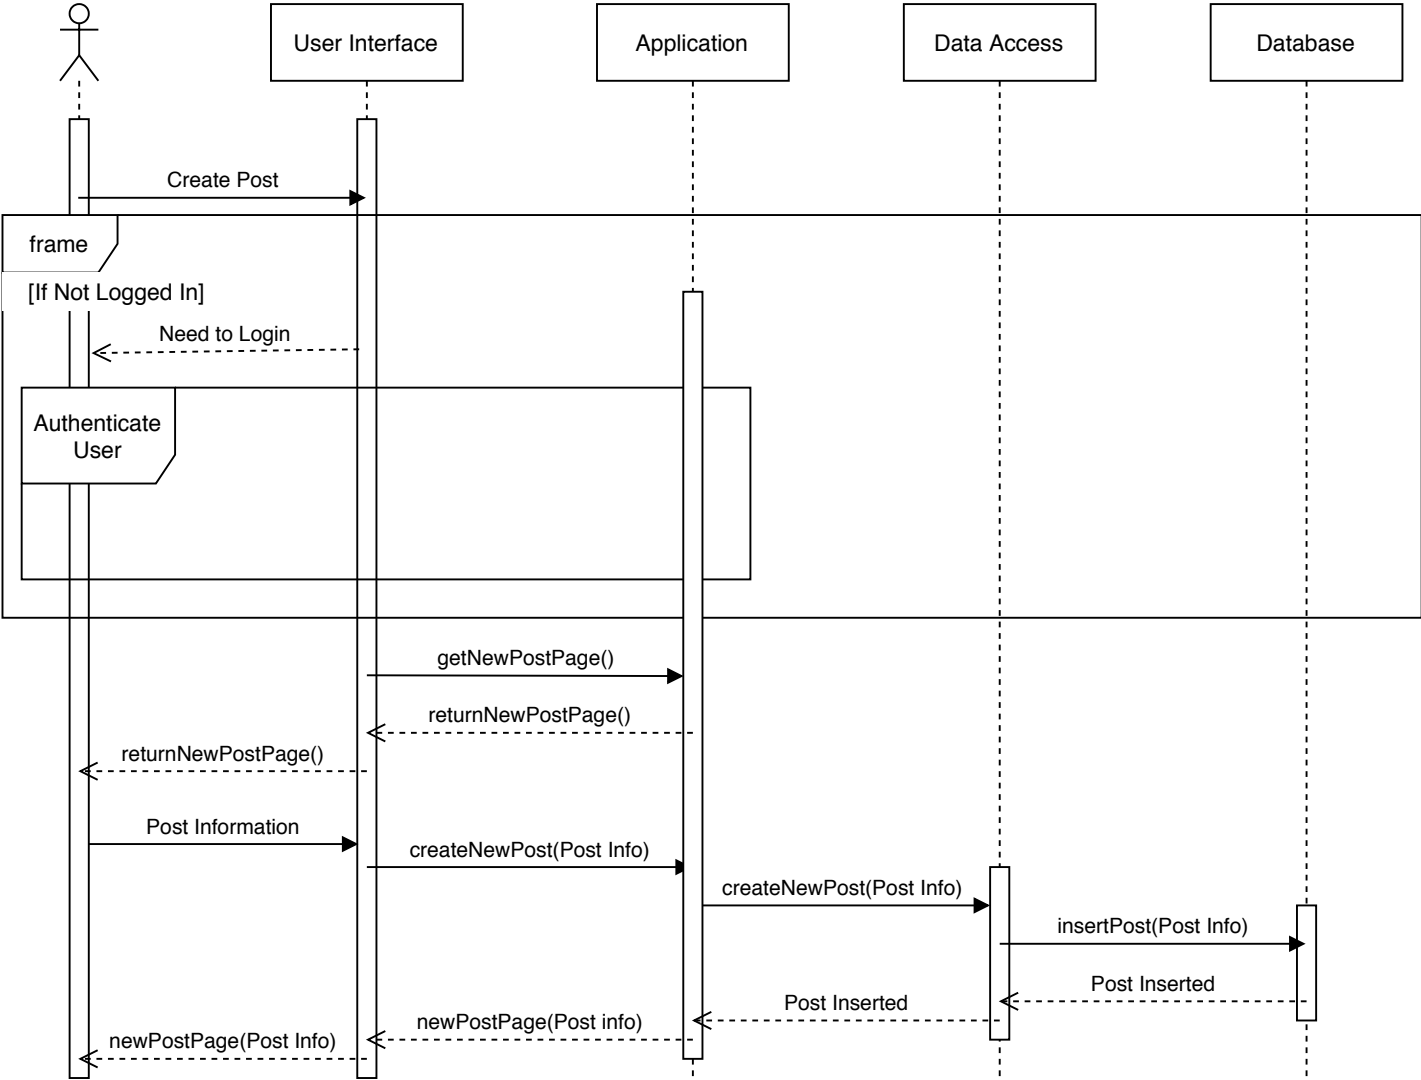 User Interface
Application
Data Access
Database
Create Post
frame
[If Not Logged In]
Need to Login
Authenticate
User
getNewPostPage()
returnNewPostPage()
returnNewPostPage()
Post Information
createNewPost(Post Info)
createNewPost(Post Info)
insertPost(Post Info)
Post Inserted
Post Inserted
newPostPage(Post info)
newPostPage(Post Info)